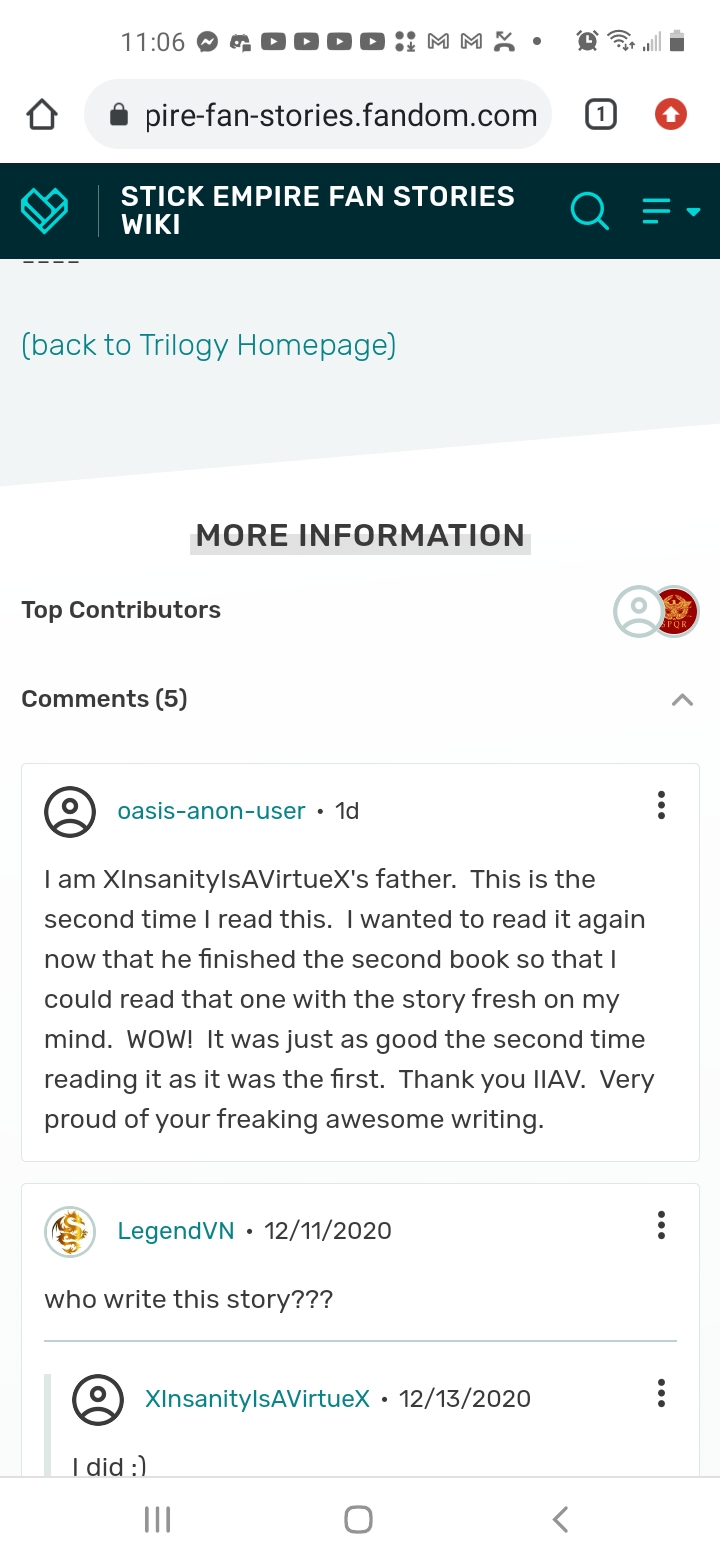 11:06
pire-fan-stories.fandom.com
1
STICK EMPIRE FAN STORIES
WIKI
(back to Trilogy Homepage)
MORE INFORMATION
Top Contributors
SPQR
Comments (5)
oasis-anon-user • 1d
I am XInsanityIsAVirtueX's father.  This is the
second time I read this.  I wanted to read it again
now that he finished the second book so that I
could read that one with the story fresh on my
mind.  WOW!  It was just as good the second time
reading it as it was the first.  Thank you IIAV.  Very
proud of your freaking awesome writing.
LegendVN • 12/11/2020
who write this story???
XInsanityIsAVirtueX • 12/13/2020
I did :)